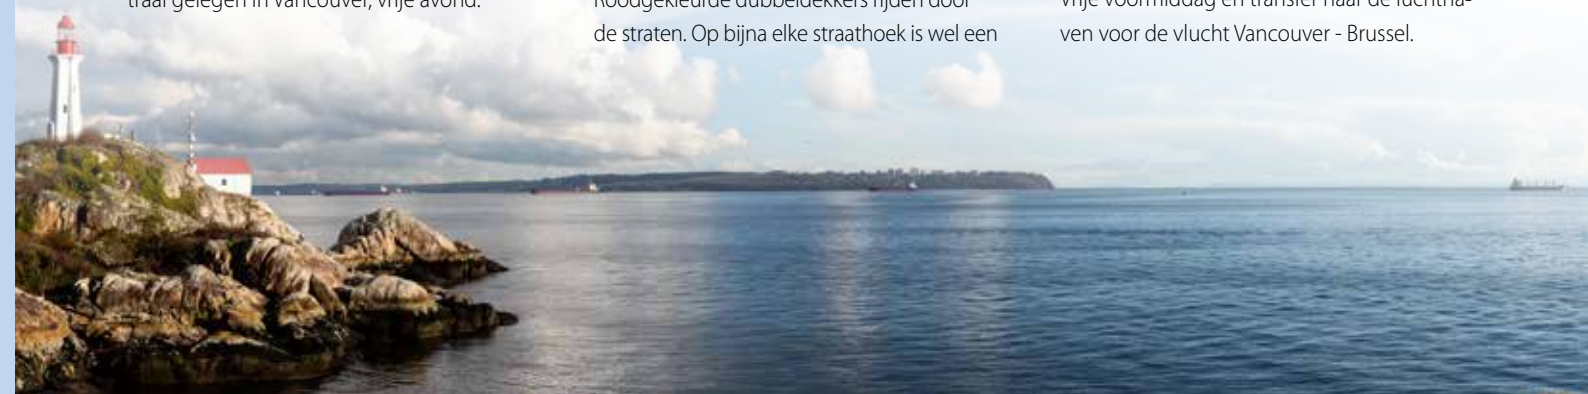 traal gelegen in Vancouver, vrije avond.
Roodgekleurde dubbeldekkers rijden door
de straten. Op bijna elke straathoek is wel een
Vrije voormiddag en transfer naar de luchtha-
ven voor de vlucht Vancouver - Brussel.